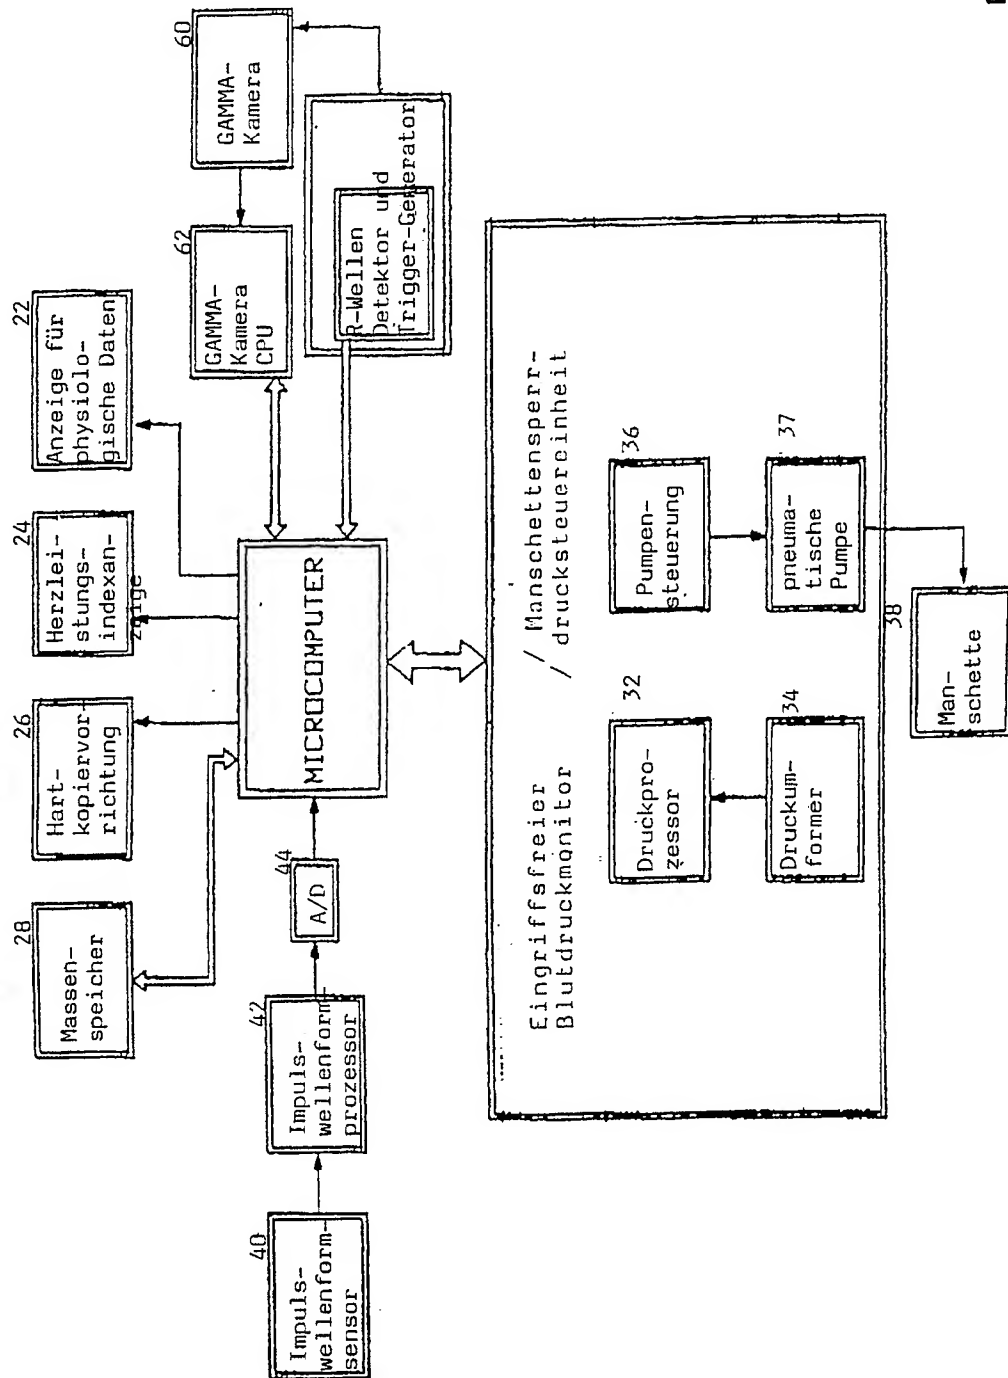 28
Massen-
speicher
26
Hart-
kopiervor-
richtung
24
Herzlei-
stungs-
indexan-
zeige
22
Anzeige für
physiolo-
gische Daten
62
GAMMA-
Kamera
CPU
60
GAMMA-
Kamera
R-Wellen
Detektor und
Trigger-Generator
40
Impuls-
wellenform-
sensor
42
Impuls-
wellenform
prozessor
44
A/D
MICROCOMPUTER
Eingriffsfreier / Manschettensperr-
Blutdruckmonitor / drucksteuereinheit
32
Druckpro-
zessor
34
Druckum-
former
36
Pumpen-
steuerung
37
pneuma-
tische
Pumpe
38
Man-
schette